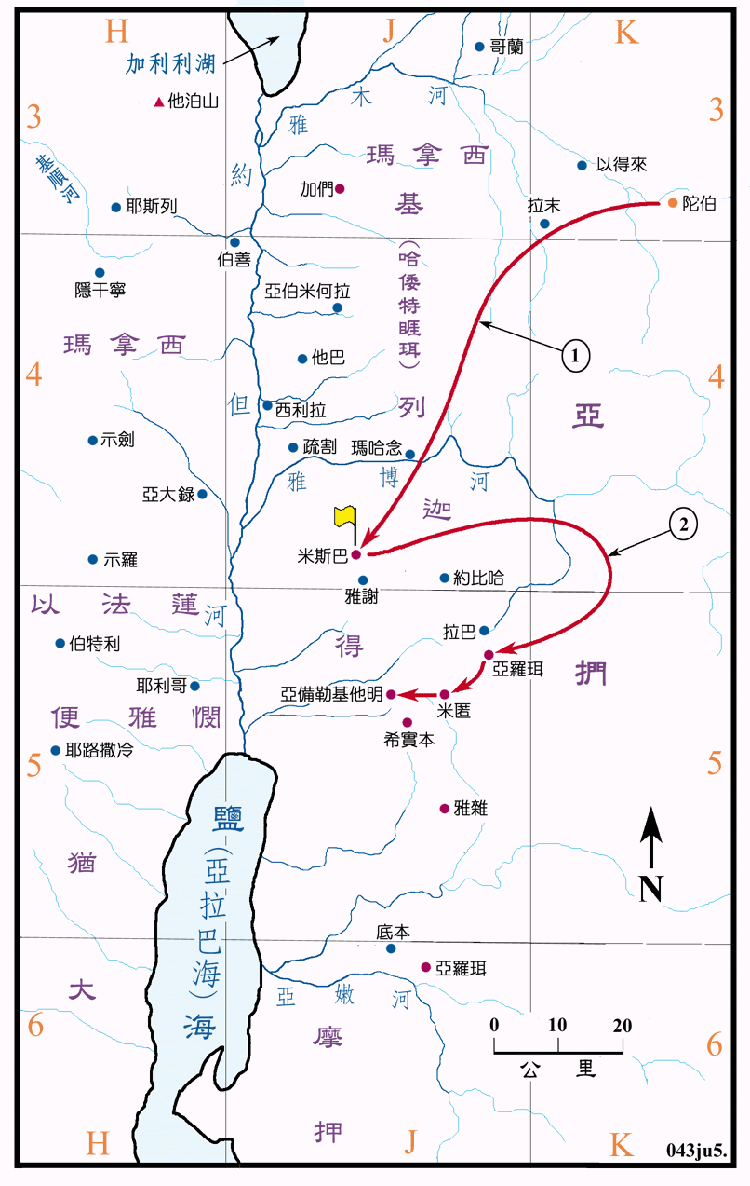 H J K
哥蘭
加利利湖
他泊山
雅木河
3 3
瑪拿西
基順河
約
以得來
加們
耶斯列
基
拉末
陀伯
伯善
(哈倭特睚珥)
隱干寧
亞伯米何拉
瑪拿西
1
他巴
4 4
但
西利拉
列
亞
示劍
疏割
瑪哈念
雅博河
亞大錄
迦
2
米斯巴
示羅
雅謝
約比哈
以法蓮
河
拉巴
伯特利
得
亞羅珥
捫
耶利哥
亞備勒基他明
米匿
便雅憫
希實本
耶路撒冷
5 5
鹽(亞拉巴海)海
雅雜
猶
N
底本
亞羅珥
大
亞嫩河
6 6
0 10 20
公里
摩
押
H J K
043ju5.